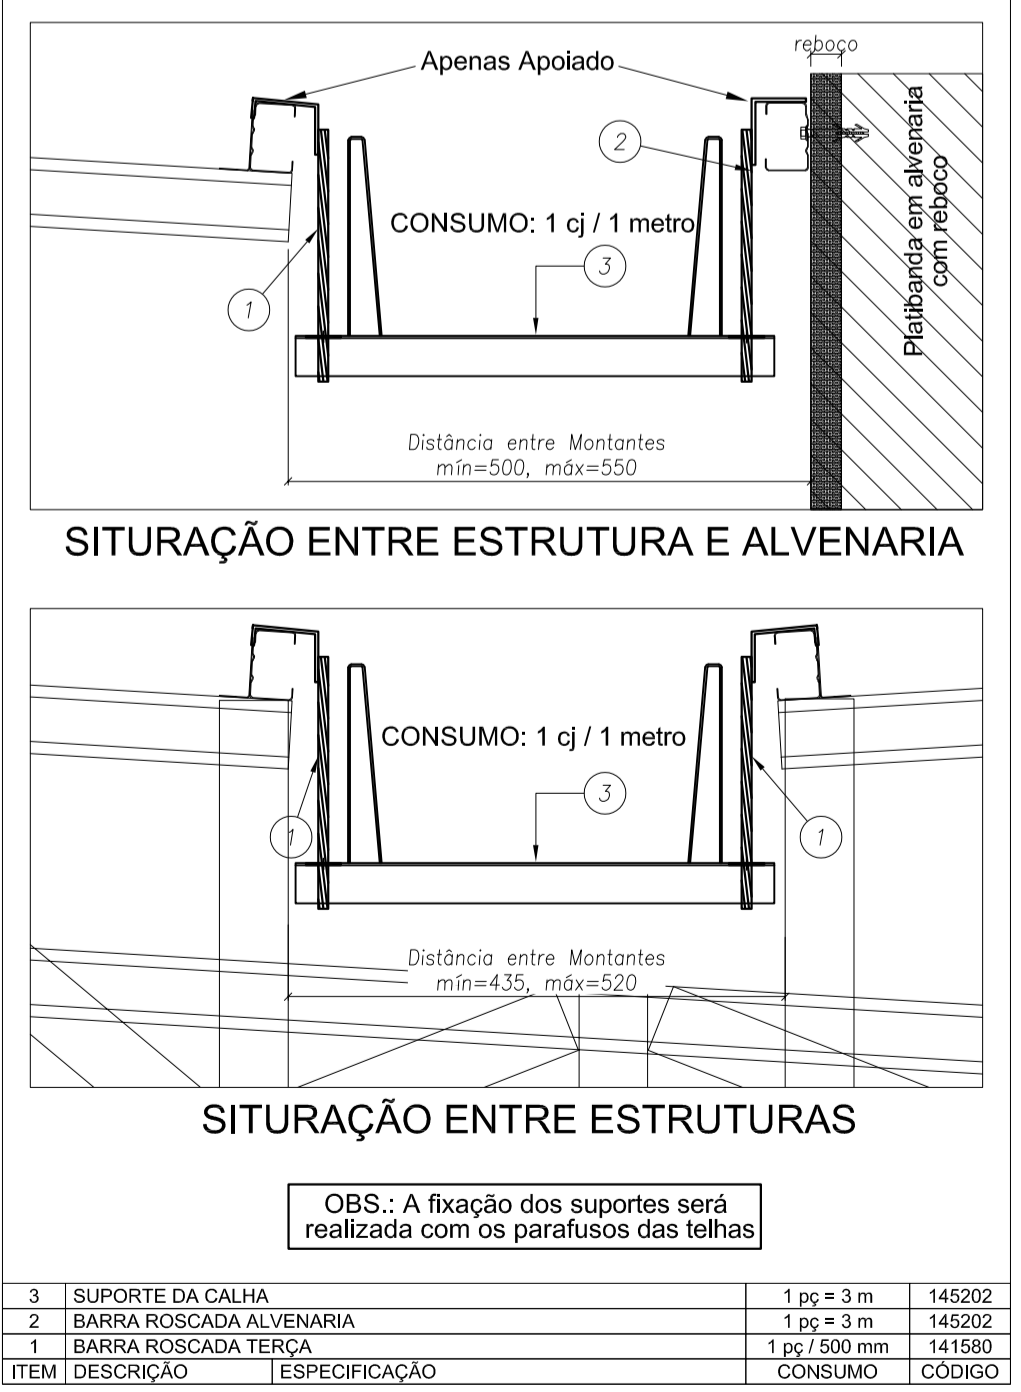 reboço
Apenas Apoiado
2
CONSUMO: 1 cj / 1 metro
3
1
Platibanda em alvenaria
com reboco
Distância entre Montantes
mín=500, máx=550
SITURAÇÃO ENTRE ESTRUTURA E ALVENARIA
CONSUMO: 1 cj / 1 metro
3
1
1
Distância entre Montantes
mín=435, máx=520
SITURAÇÃO ENTRE ESTRUTURAS
OBS.: A fixação dos suportes será
realizada com os parafusos das telhas
3 SUPORTE DA CALHA 1 pç = 3 m 145202
2 BARRA ROSCADA ALVENARIA 1 pç = 3 m 145202
1 BARRA ROSCADA TERÇA 1 pç / 500 mm 141580
ITEM DESCRIÇÃO ESPECIFICAÇÃO CONSUMO CÓDIGO